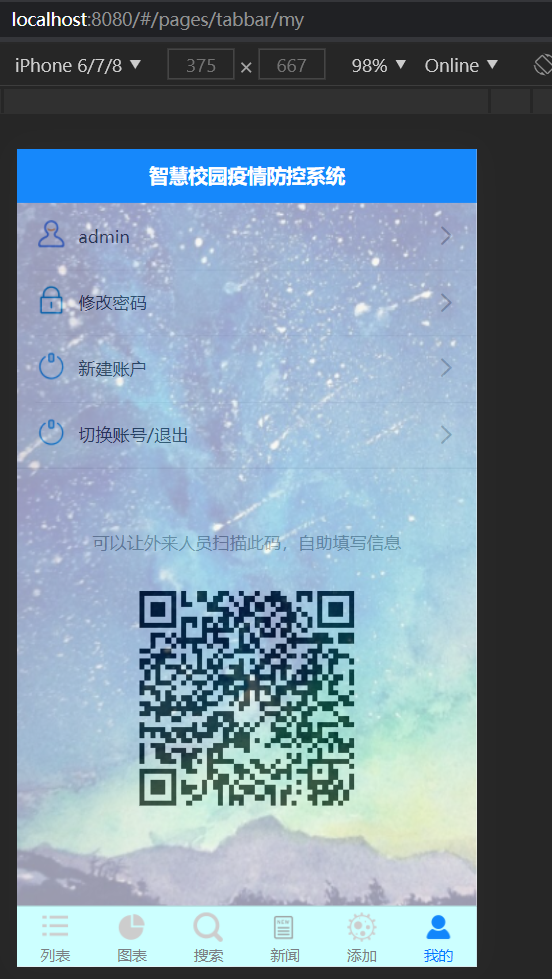 localhost:8080/#/pages/tabbar/my
iPhone 6/7/8 ▼ 375 × 667 98% ▼ Online ▼
智慧校园疫情防控系统
admin
修改密码
新建账户
切换账号/退出
可以让外来人员扫描此码，自助填写信息
NEW
列表 图表 搜索 新闻 添加 我的